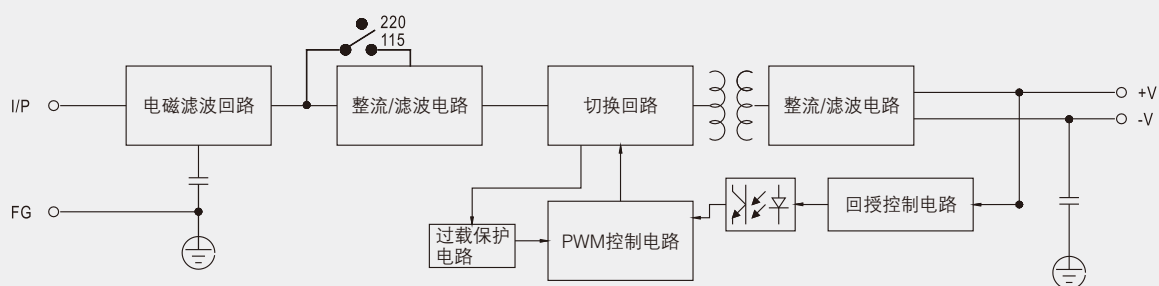 220
115
I/P
电磁滤波回路
整流/滤波电路
切换回路
整流/滤波电路
+V
-V
FG
过载保护
电路
PWM控制电路
回授控制电路